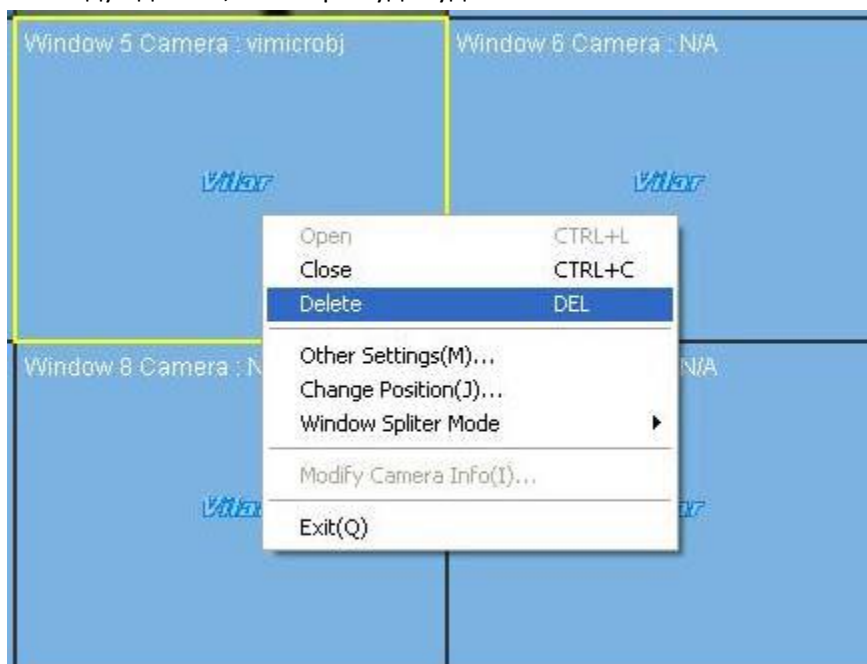 Window 5 Camera : vimicrobj
Window 6 Camera : N/A
Vilar
Vilar
Open CTRL+L
Close CTRL+C
Delete DEL
Other Settings(M)...
Change Position(J)...
Window Spliter Mode
Modify Camera Info(I)...
Exit(Q)
Window 8 Camera : N
N/A